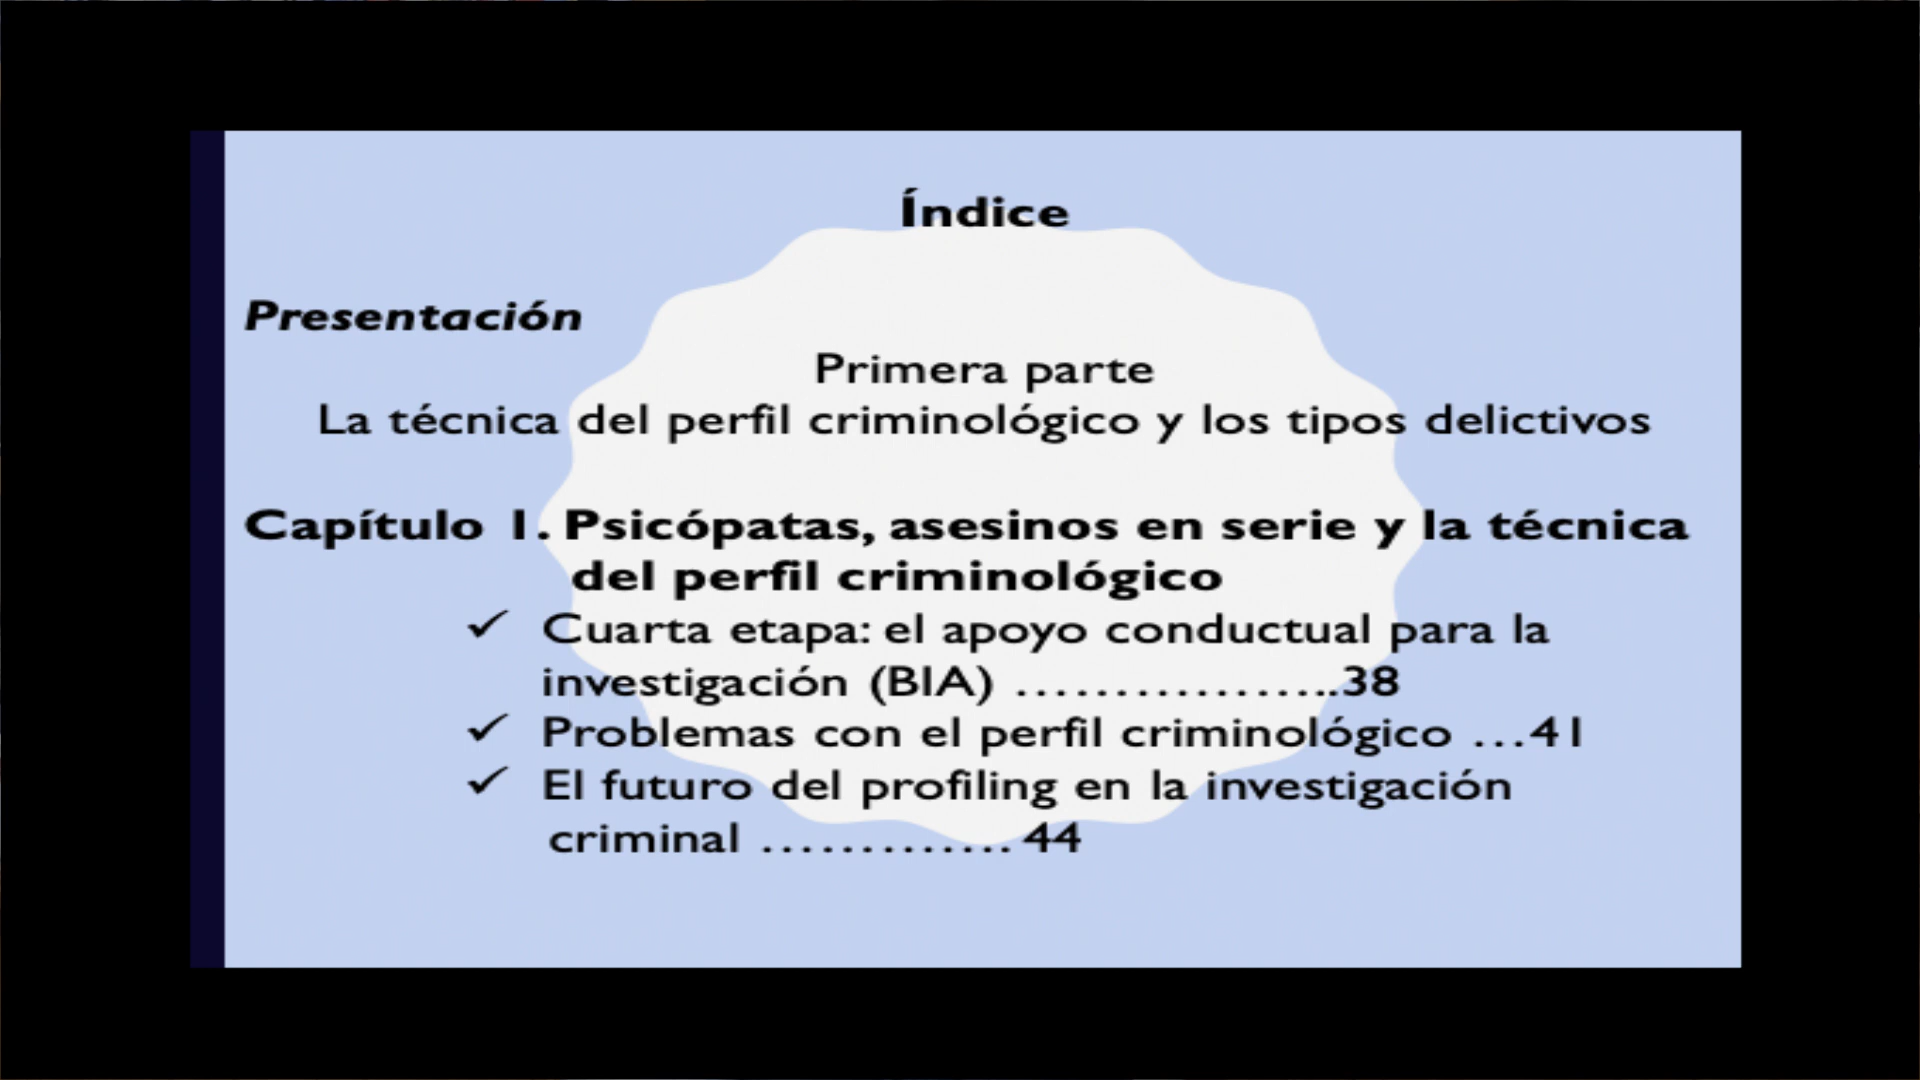 Índice
Presentación
Primera parte
La técnica del perfil criminológico y los tipos delictivos
Capítulo 1. Psicópatas, asesinos en serie y la técnica
del perfil criminológico
✓ Cuarta etapa: el apoyo conductual para la
investigación (BIA) ……………..38
✓ Problemas con el perfil criminológico …41
✓ El futuro del profiling en la investigación
criminal …………. 44